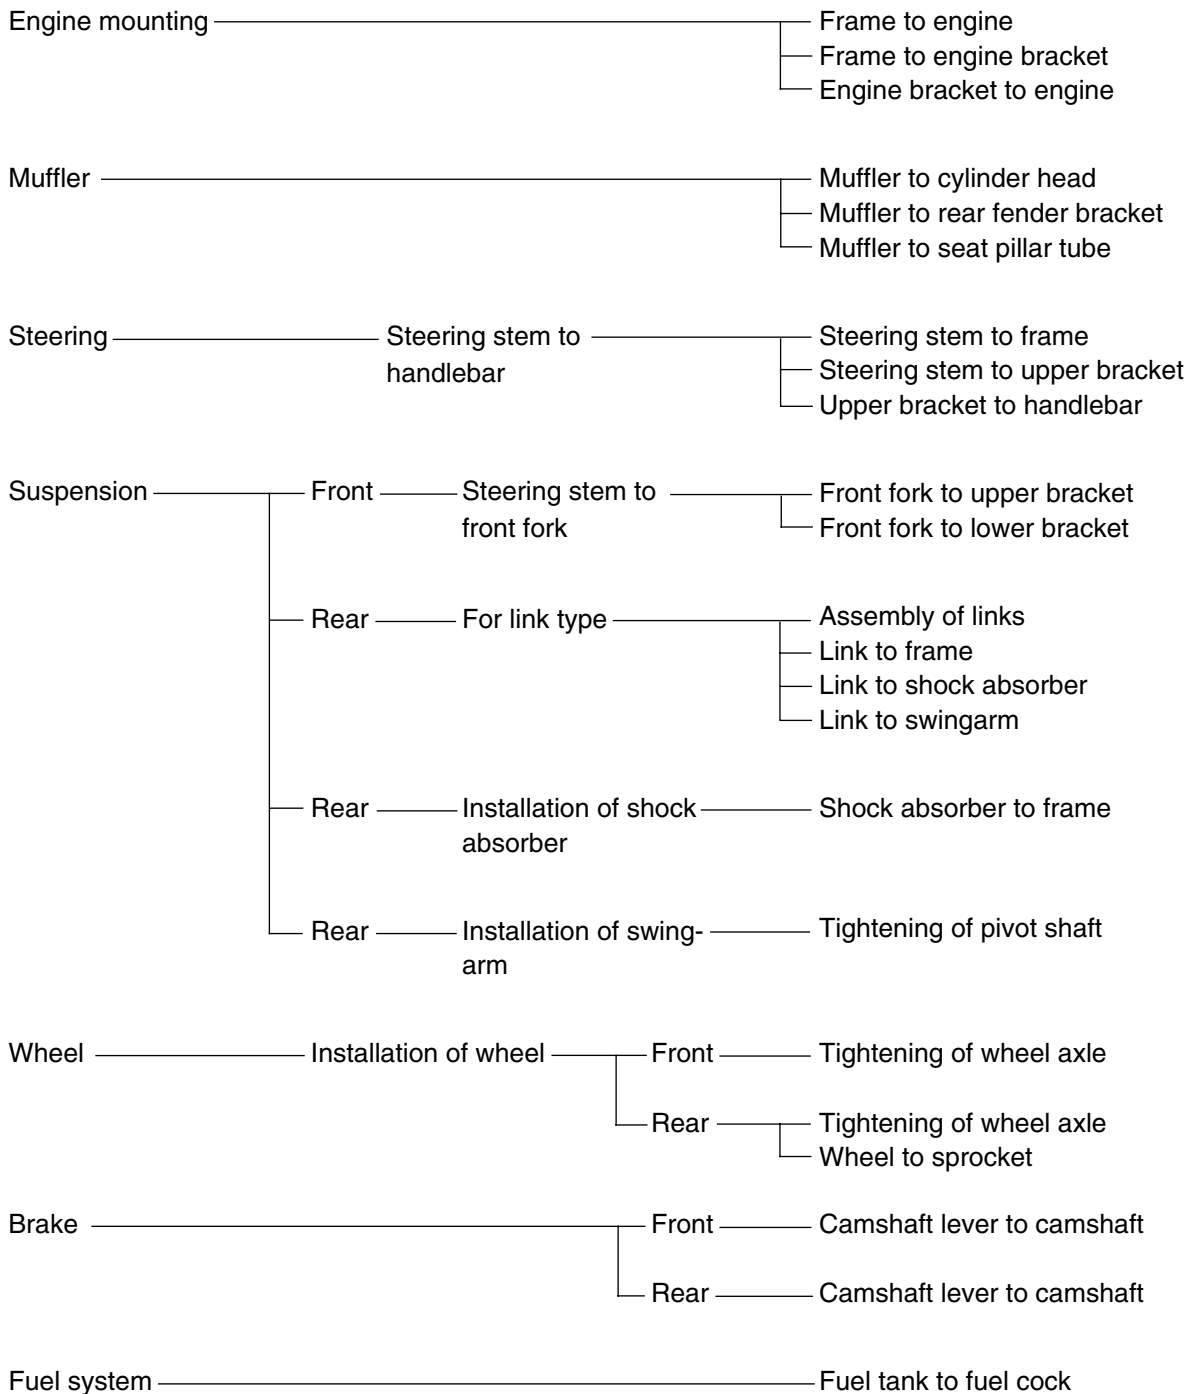 Engine mounting Frame to engine
Frame to engine bracket
Engine bracket to engine
Muffler Muffler to cylinder head
Muffler to rear fender bracket
Muffler to seat pillar tube
Steering Steering stem to Steering stem to frame
handlebar Steering stem to upper bracket
Upper bracket to handlebar
Suspension Front Steering stem to Front fork to upper bracket
front fork Front fork to lower bracket
Rear For link type Assembly of links
Link to frame
Link to shock absorber
Link to swingarm
Rear Installation of shock Shock absorber to frame
absorber
Rear Installation of swing- Tightening of pivot shaft
arm
Wheel Installation of wheel Front Tightening of wheel axle
Rear Tightening of wheel axle
Wheel to sprocket
Brake Front Camshaft lever to camshaft
Rear Camshaft lever to camshaft
Fuel system Fuel tank to fuel cock